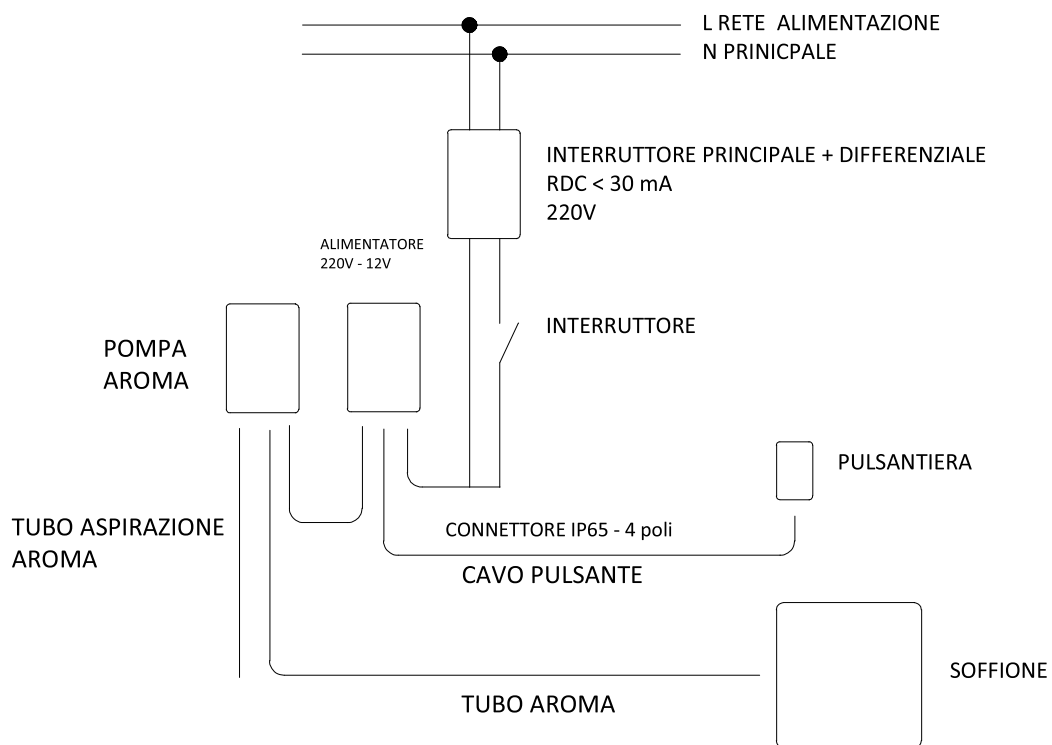 L RETE ALIMENTAZIONE
N PRINICPALE
INTERRUTTORE PRINCIPALE + DIFFERENZIALE
RDC < 30 mA
220V
ALIMENTATORE
220V - 12V
INTERRUTTORE
POMPA
AROMA
PULSANTIERA
TUBO ASPIRAZIONE
AROMA
CONNETTORE IP65 - 4 poli
CAVO PULSANTE
SOFFIONE
TUBO AROMA